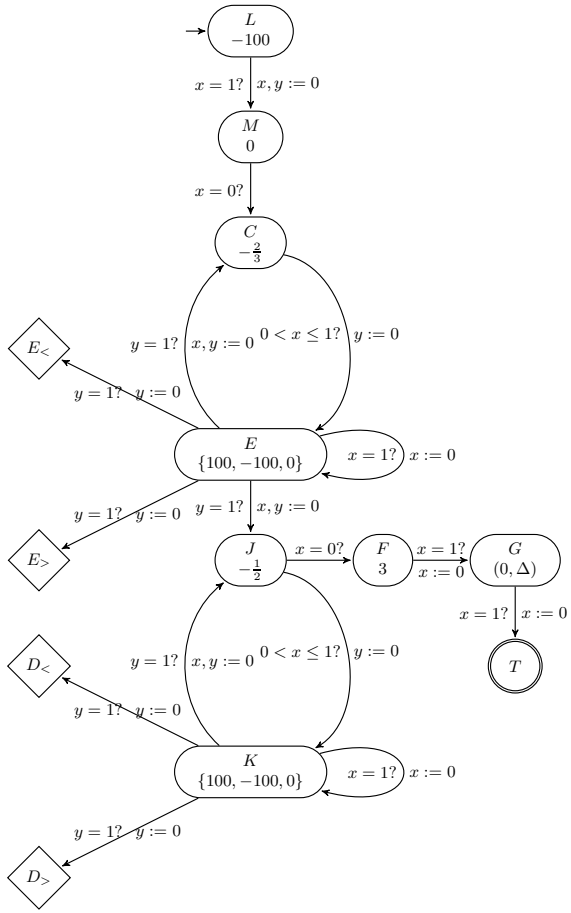 L
−100
x = 1? x, y := 0
M
0
x = 0?
C
−2/3
y = 1? x, y := 0 0 < x ≤ 1? y := 0
E<
y = 1? y := 0
E
{100, −100, 0}
x = 1? x := 0
y = 1? x, y := 0
y = 1? y := 0
E>
J
−1/2
x = 0?
F
3
x = 1?
x := 0
G
(0, Δ)
x = 1? x := 0
T
y = 1? x, y := 0 0 < x ≤ 1? y := 0
D<
y = 1? y := 0
K
{100, −100, 0}
x = 1? x := 0
y = 1? y := 0
D>